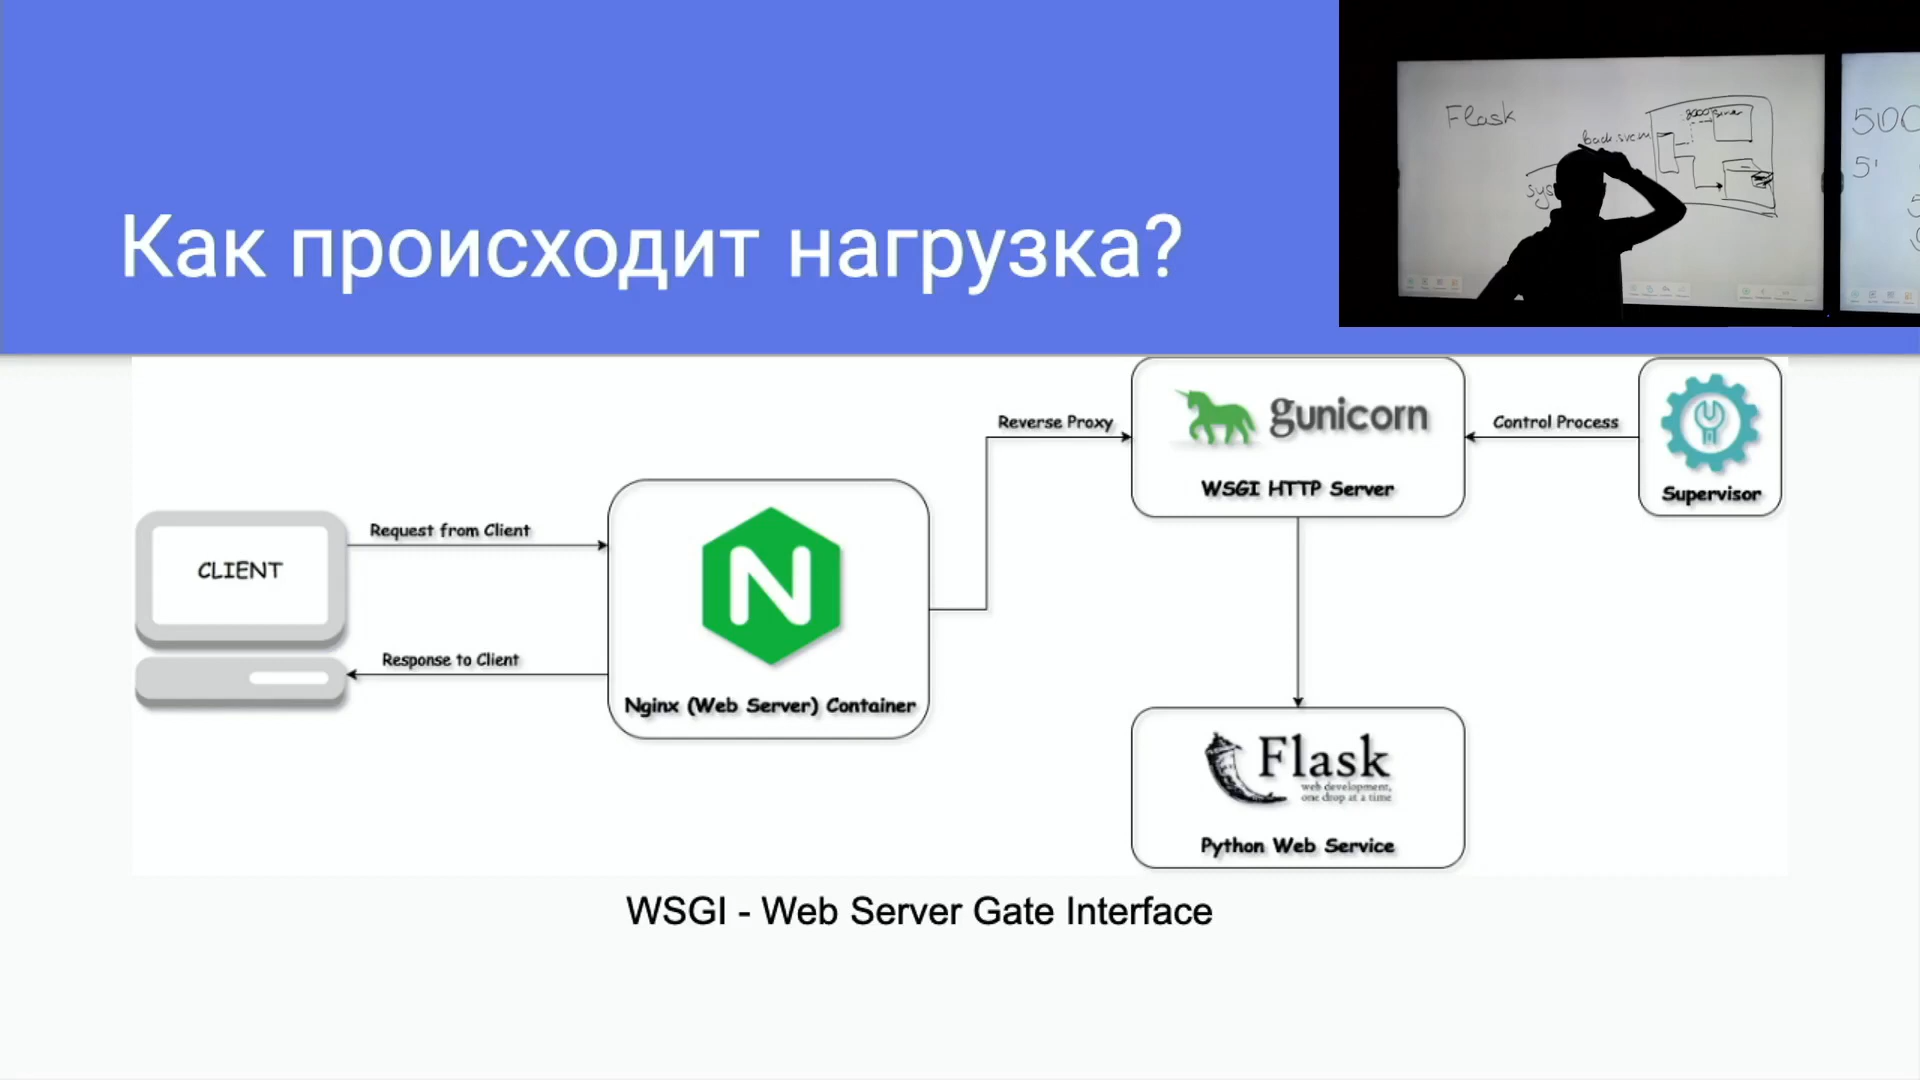 Как происходит нагрузка?
Flask
500
5'
sys
CLIENT
Request from Client
Response to Client
Nginx (Web Server) Container
Reverse Proxy
gunicorn
WSGI HTTP Server
Control Process
Supervisor
Flask
web development,
one drop at a time
Python Web Service
WSGI - Web Server Gate Interface